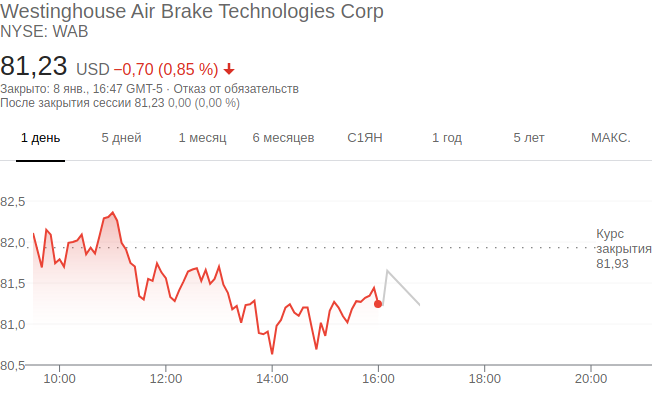 Westinghouse Air Brake Technologies Corp
NYSE: WAB
81,23 USD −0,70 (0,85 %)
Закрыто: 8 янв., 16:47 GMT-5 · Отказ от обязательств
После закрытия сессии 81,23 0,00 (0,00 %)
1 день 5 дней 1 месяц 6 месяцев С1ЯН 1 год 5 лет МАКС.
82,5
82,0
81,5
81,0
80,5
Курс
закрытия
81,93
10:00 12:00 14:00 16:00 18:00 20:00